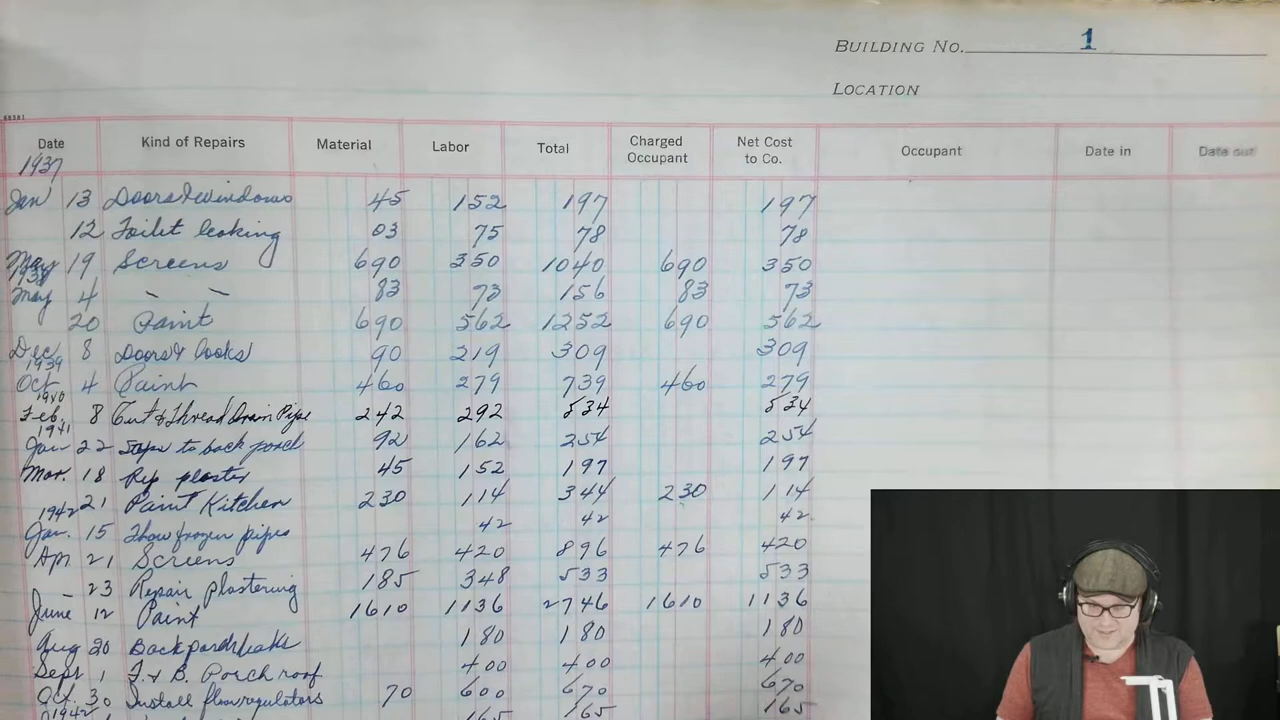 BUILDING No. 1
LOCATION
Date Kind of Repairs Material Labor Total Charged Occupant Net Cost to Co. Occupant Date in Date out
1937
Jan 13 Doors & windows 45 152 197 197
12 Toilet leaking 03 75 78 78
May 19 Screens 690 350 1040 690 350
1938
May 4 " " 83 73 156 83 73
20 Paint 690 562 1252 690 562
Dec 8 Doors & locks 90 219 309 309
1939
Oct 4 Paint 460 279 739 460 279
1940
Feb. 8 Cut & Thread Drain Pipe 242 292 534 534
1941
Jan 22 Steps to back porch 92 162 254 254
Mar. 18 Rep plaster 45 152 197 197
21 Paint Kitchen 230 114 344 230 114
1942
Jan. 15 Thaw frozen pipes 42 42 42
Apr 21 Screens 476 420 896 476 420
23 Repair plastering 185 348 533 533
June 12 Paint 1610 1136 2746 1610 1136
Aug 20 Back porch leaks 180 180 180
Sept 1 F. & B. Porch roof 400 400 400
Oct. 30 Install flow regulators 70 600 670 670
1942
165 165 165